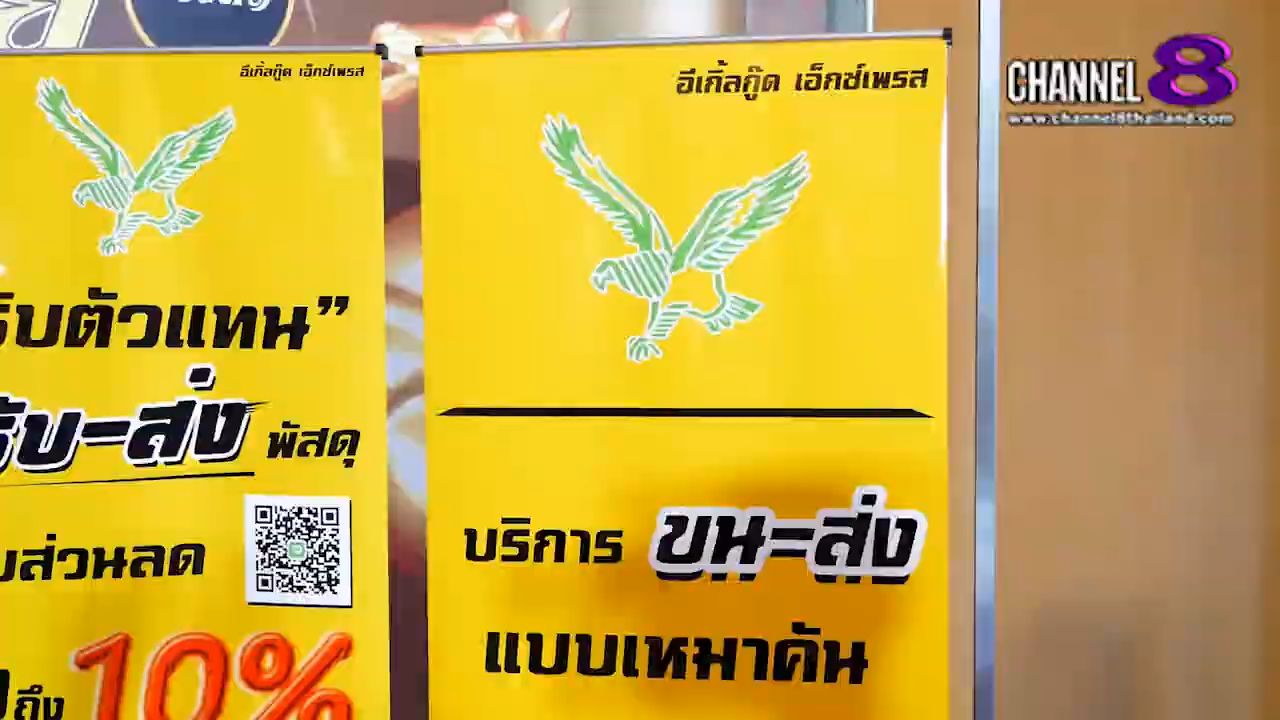 CHANNEL 8
www.channel8thailand.com
อีเกิ้ลกู๊ด เอ็กซ์เพรส
ตัวแทน”
รับ-ส่ง พัสดุ
ส่วนลด
ถึง 10%
อีเกิ้ลกู๊ด เอ็กซ์เพรส
บริการ ขน-ส่ง
แบบเหมาคัน